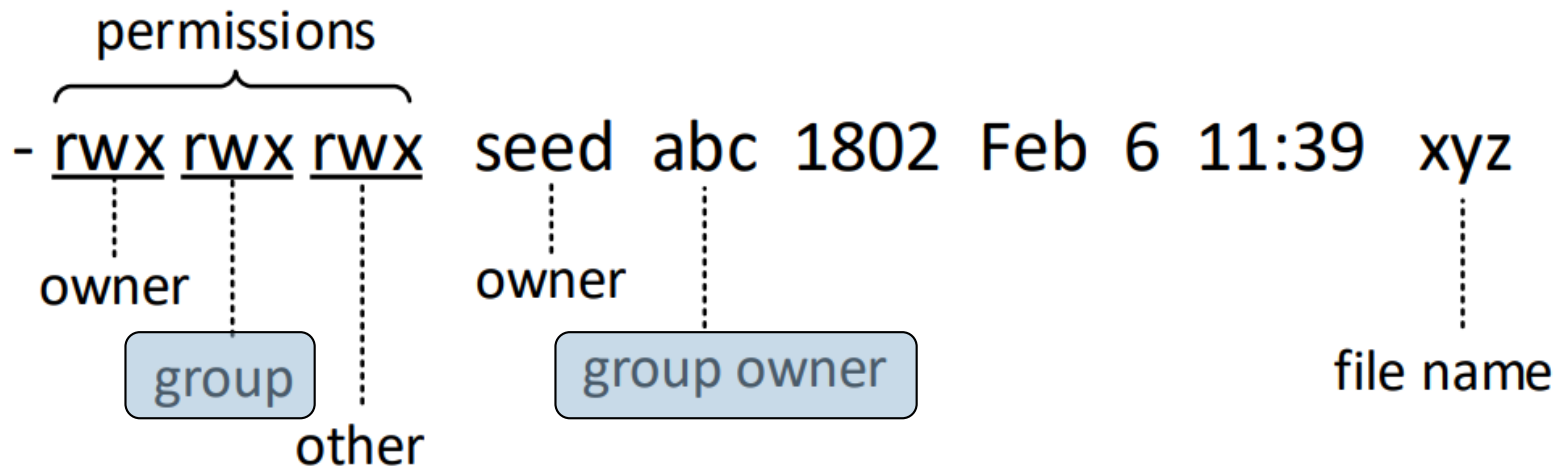 permissions
- rwx rwx rwx seed abc 1802 Feb 6 11:39 xyz
owner owner
group group owner file name
other